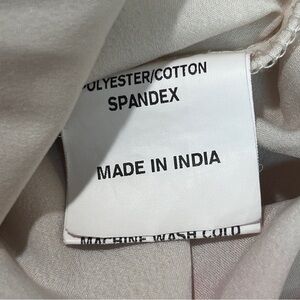 POLYESTER/COTTON
SPANDEX
MADE IN INDIA
MACHINE WASH COLD